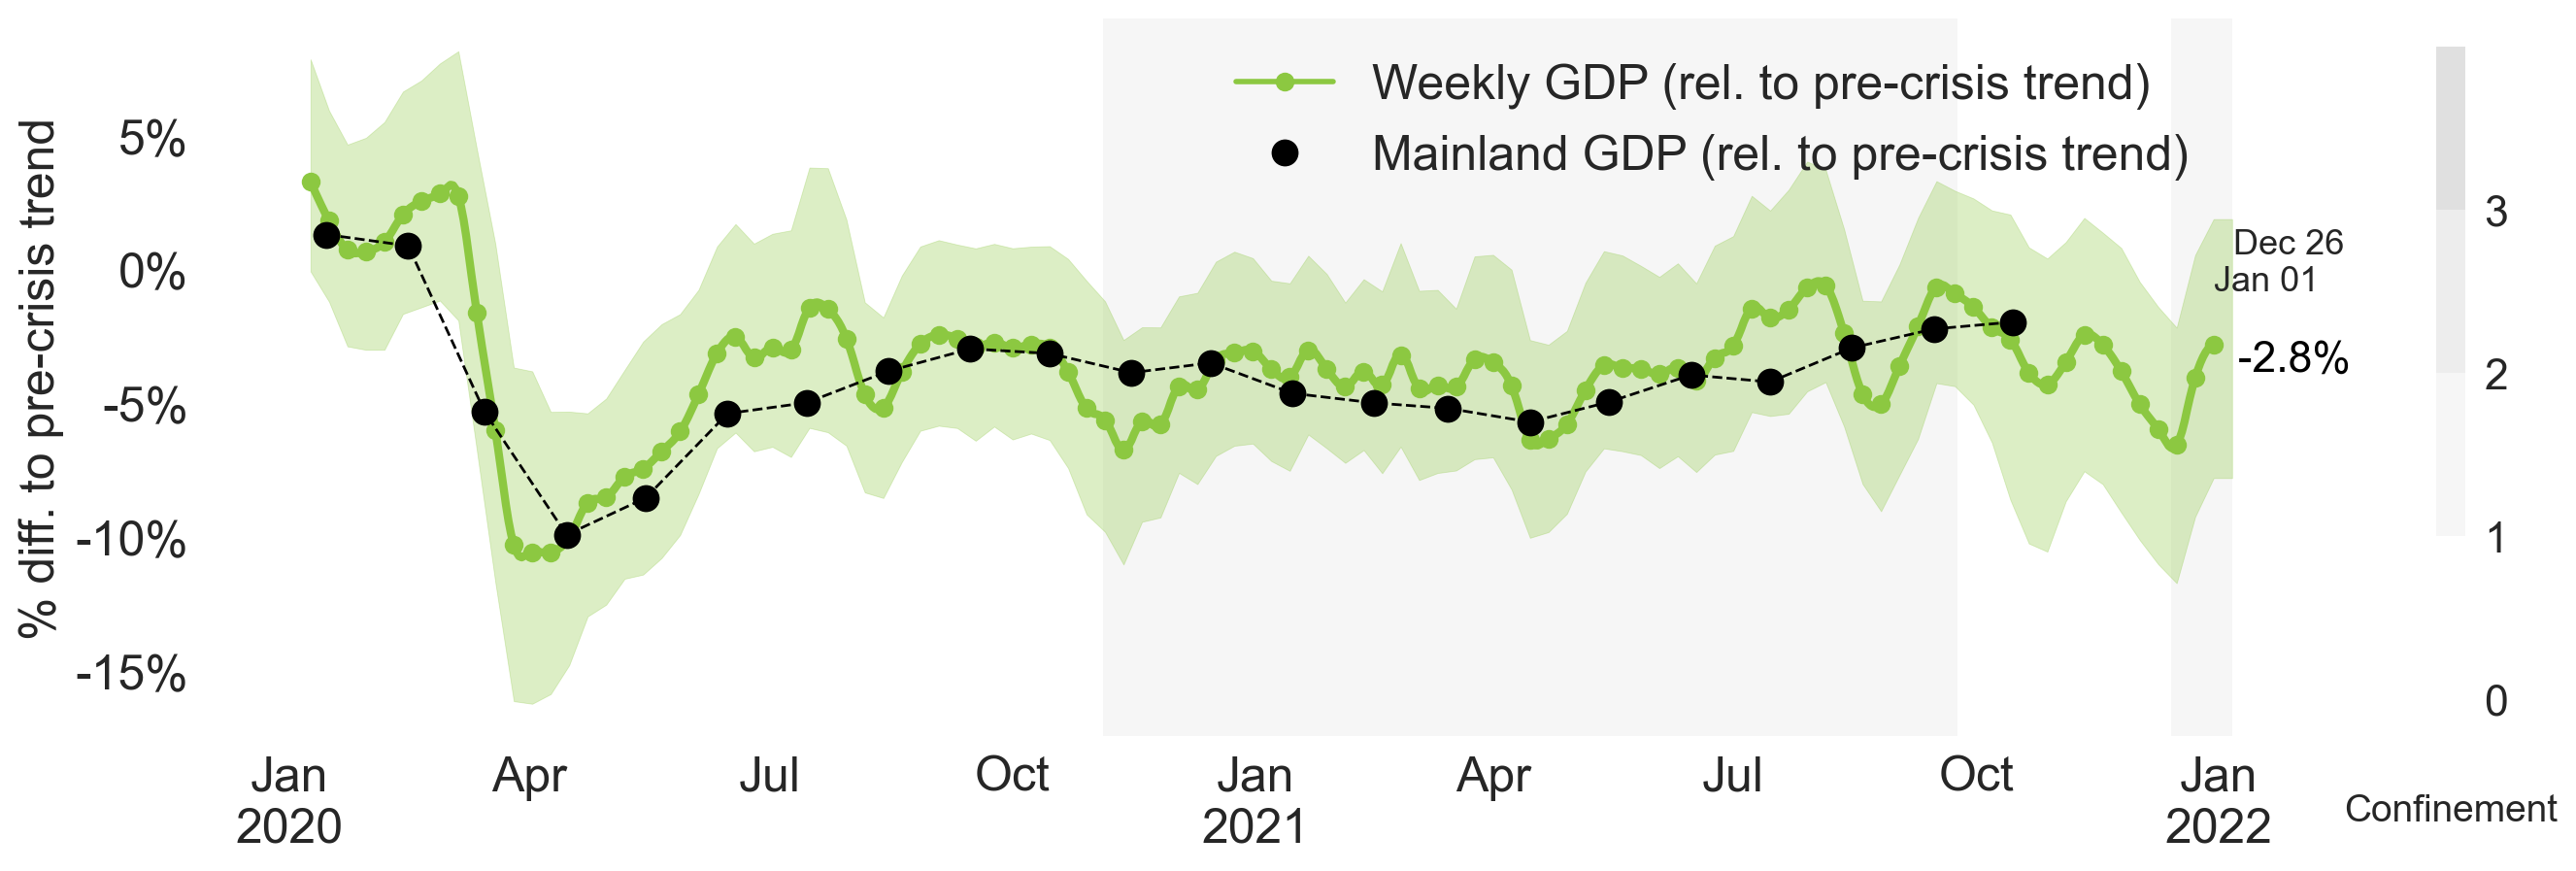 Weekly GDP (rel. to pre-crisis trend)
Mainland GDP (rel. to pre-crisis trend)
% diff. to pre-crisis trend
5%
0%
-5%
-10%
-15%
Dec 26
Jan 01
-2.8%
3
2
1
0
Jan Apr Jul Oct Jan Apr Jul Oct Jan
2020 2021 2022
Confinement